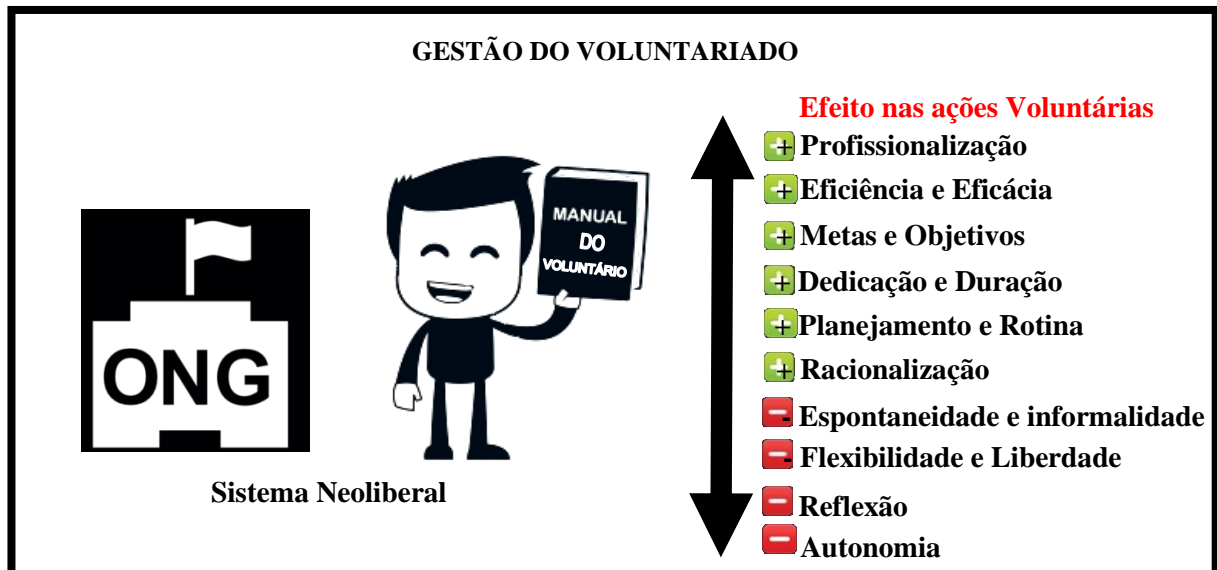 GESTÃO DO VOLUNTARIADO
Efeito nas ações Voluntárias
+ Profissionalização
+ Eficiência e Eficácia
+ Metas e Objetivos
+ Dedicação e Duração
+ Planejamento e Rotina
+ Racionalização
- Espontaneidade e informalidade
- Flexibilidade e Liberdade
- Reflexão
- Autonomia
MANUAL
DO
VOLUNTÁRIO
ONG
Sistema Neoliberal